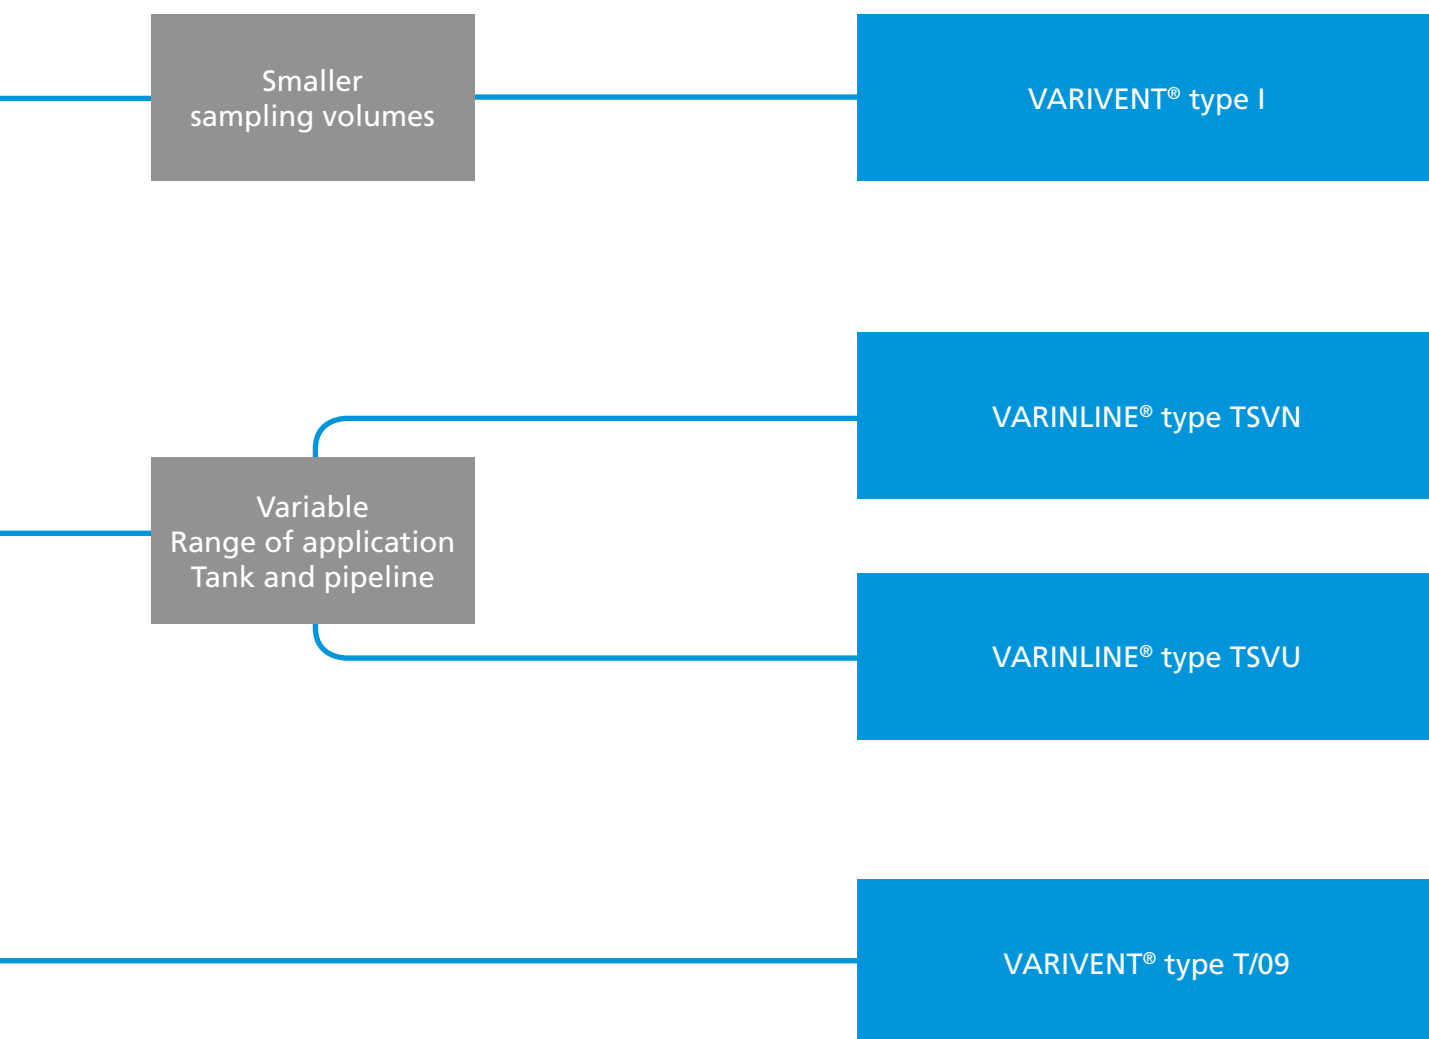 Smaller
sampling volumes
VARIVENT® type I
VARINLINE® type TSVN
Variable
Range of application
Tank and pipeline
VARINLINE® type TSVU
VARIVENT® type T/09